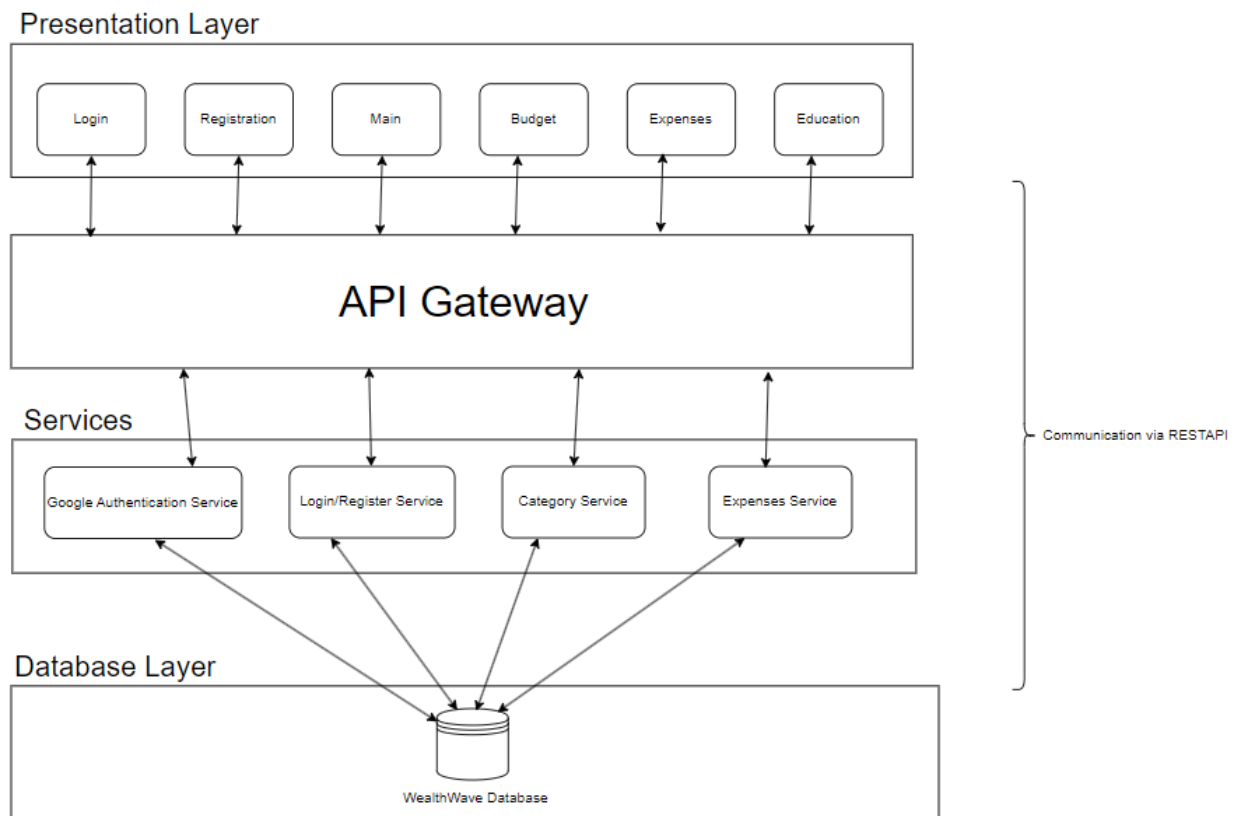 Presentation Layer
Login
Registration
Main
Budget
Expenses
Education
API Gateway
Services
Communication via RESTAPI
Google Authentication Service
Login/Register Service
Category Service
Expenses Service
Database Layer
WealthWave Database